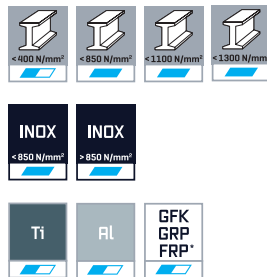 <400 N/mm²
<850 N/mm²
<1100 N/mm²
<1300 N/mm²
INOX
<850 N/mm²
INOX
>850 N/mm²
Ti
Al
GFK
GRP
FRP*